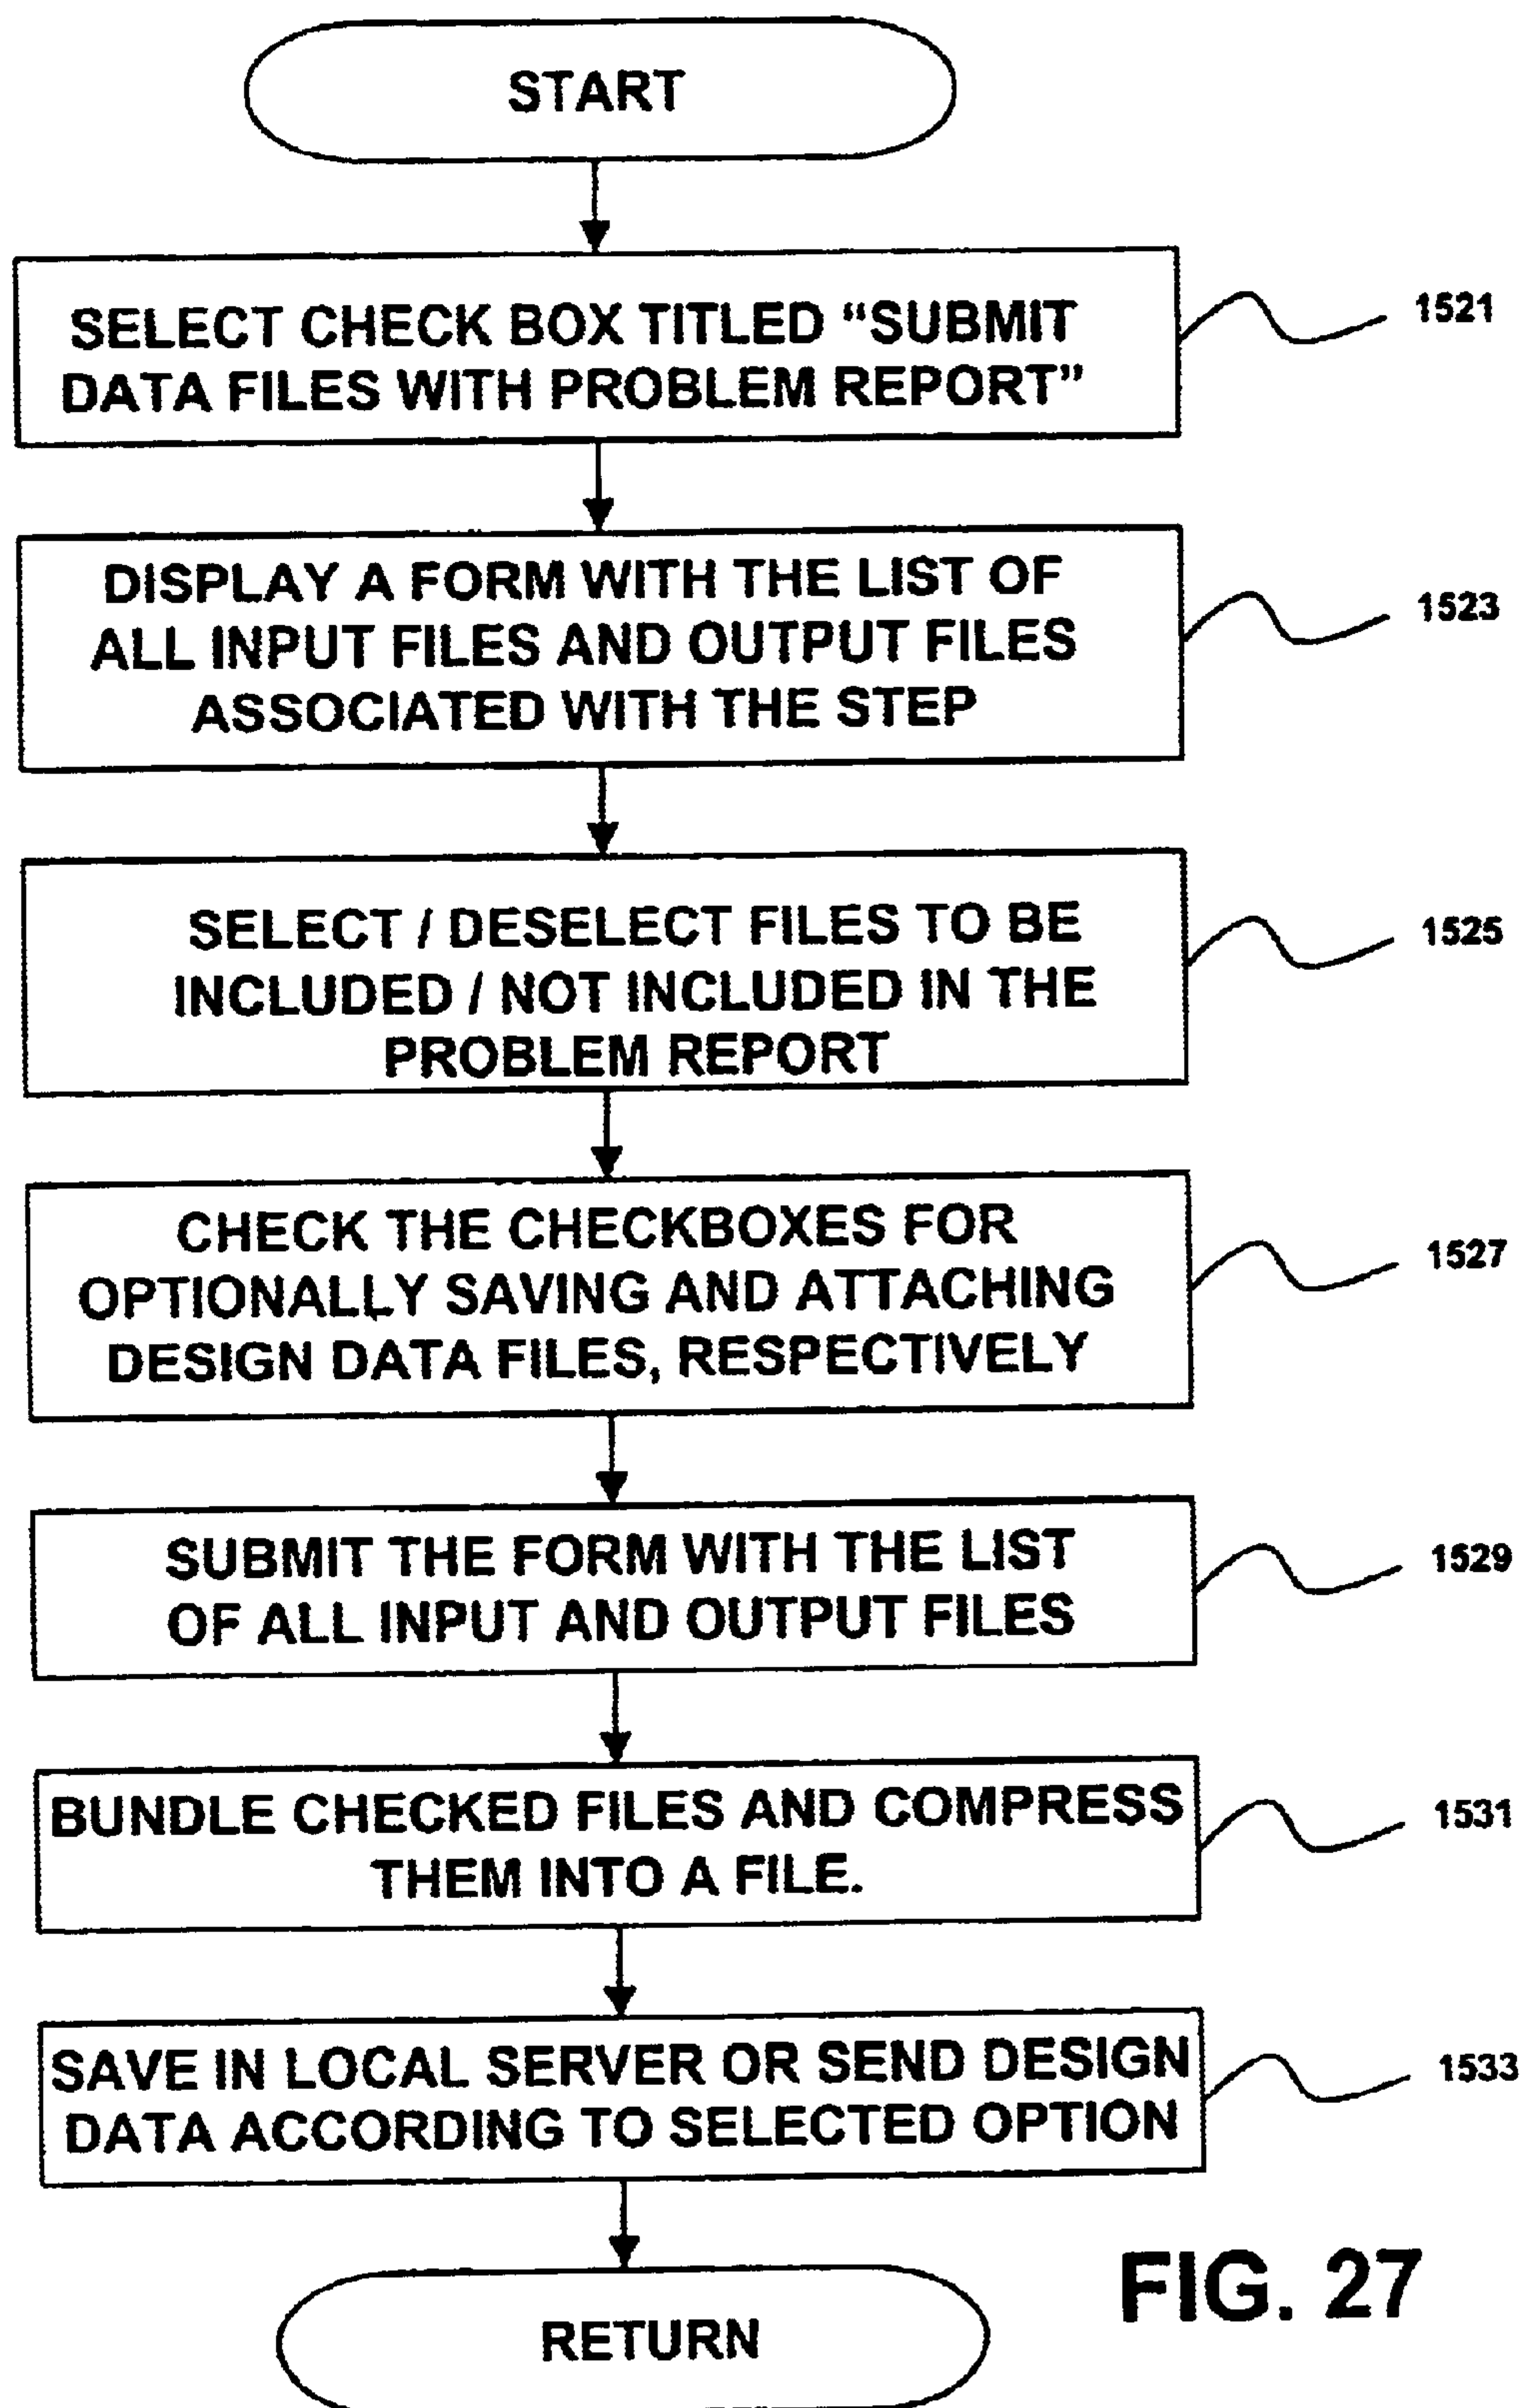 START
SELECT CHECK BOX TITLED “SUBMIT
DATA FILES WITH PROBLEM REPORT”
1521
DISPLAY A FORM WITH THE LIST OF
ALL INPUT FILES AND OUTPUT FILES
ASSOCIATED WITH THE STEP
1523
SELECT / DESELECT FILES TO BE
INCLUDED / NOT INCLUDED IN THE
PROBLEM REPORT
1525
CHECK THE CHECKBOXES FOR
OPTIONALLY SAVING AND ATTACHING
DESIGN DATA FILES, RESPECTIVELY
1527
SUBMIT THE FORM WITH THE LIST
OF ALL INPUT AND OUTPUT FILES
1529
BUNDLE CHECKED FILES AND COMPRESS
THEM INTO A FILE.
1531
SAVE IN LOCAL SERVER OR SEND DESIGN
DATA ACCORDING TO SELECTED OPTION
1533
RETURN
FIG. 27